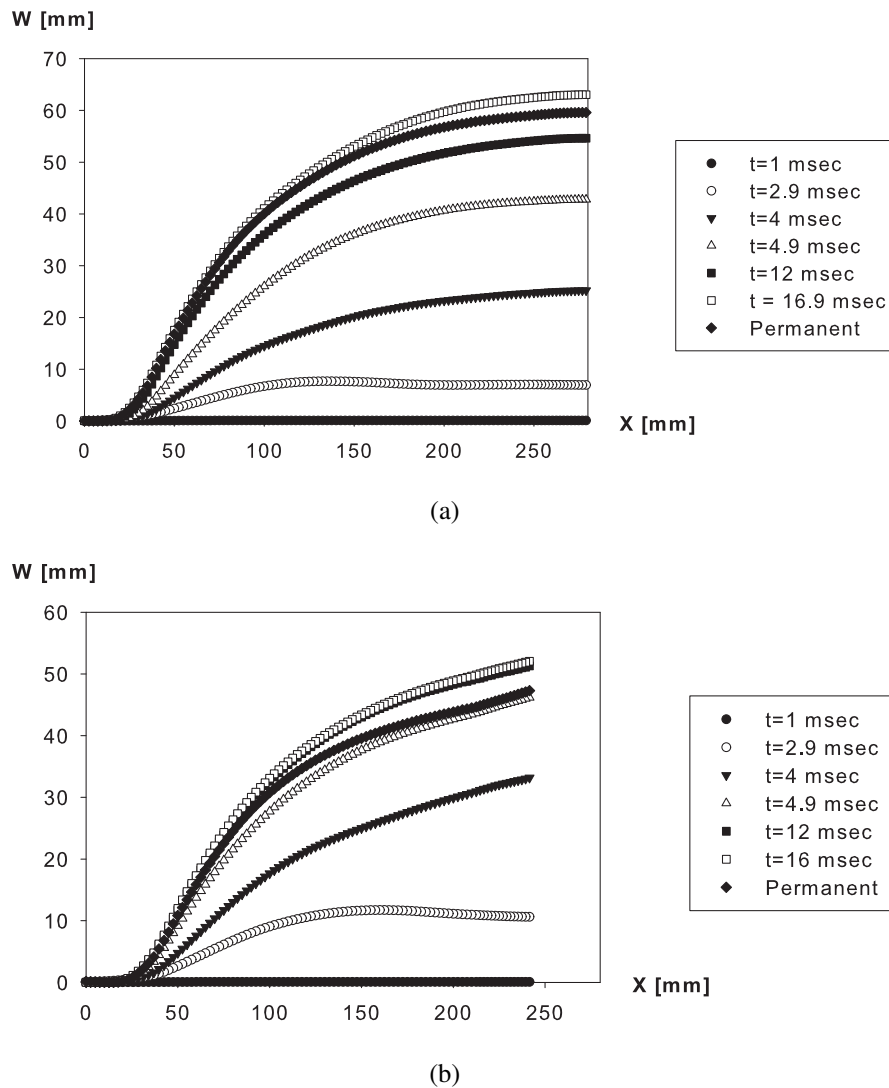 W [mm]
70
60
50
40
30
20
10
0
0 50 100 150 200 250
X [mm]
t=1 msec
t=2.9 msec
t=4 msec
t=4.9 msec
t=12 msec
t = 16.9 msec
Permanent
(a)
W [mm]
60
50
40
30
20
10
0
0 50 100 150 200 250
X [mm]
t=1 msec
t=2.9 msec
t=4 msec
t=4.9 msec
t=12 msec
t=16 msec
Permanent
(b)